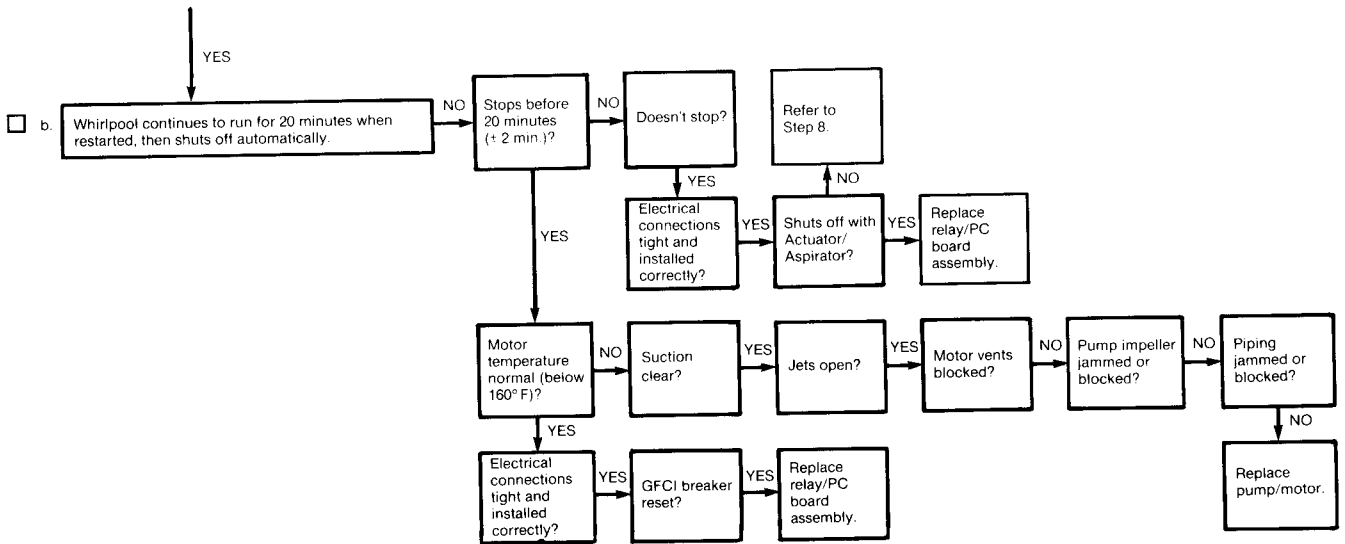 YES
b. Whirlpool continues to run for 20 minutes when
restarted, then shuts off automatically.
NO
Stops before
20 minutes
(± 2 min.)?
NO
Doesn't stop?
Refer to
Step 8.
YES
NO
YES
Electrical
connections
tight and
installed
correctly?
YES
Shuts off with
Actuator/
Aspirator?
YES
Replace
relay/PC
board
assembly.
Motor
temperature
normal (below
160° F)?
NO
Suction
clear?
YES
Jets open?
YES
Motor vents
blocked?
NO
Pump impeller
jammed or
blocked?
NO
Piping
jammed or
blocked?
YES
NO
Electrical
connections
tight and
installed
correctly?
YES
GFCI breaker
reset?
YES
Replace
relay/PC
board
assembly.
Replace
pump/motor.